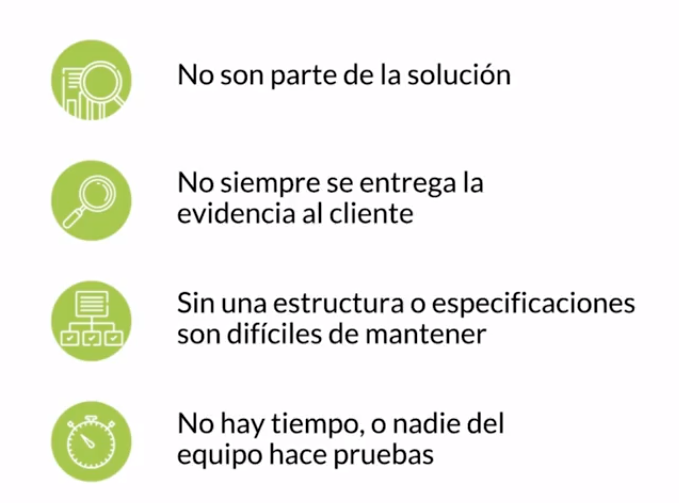 No son parte de la solución
No siempre se entrega la
evidencia al cliente
Sin una estructura o especificaciones
son difíciles de mantener
No hay tiempo, o nadie del
equipo hace pruebas